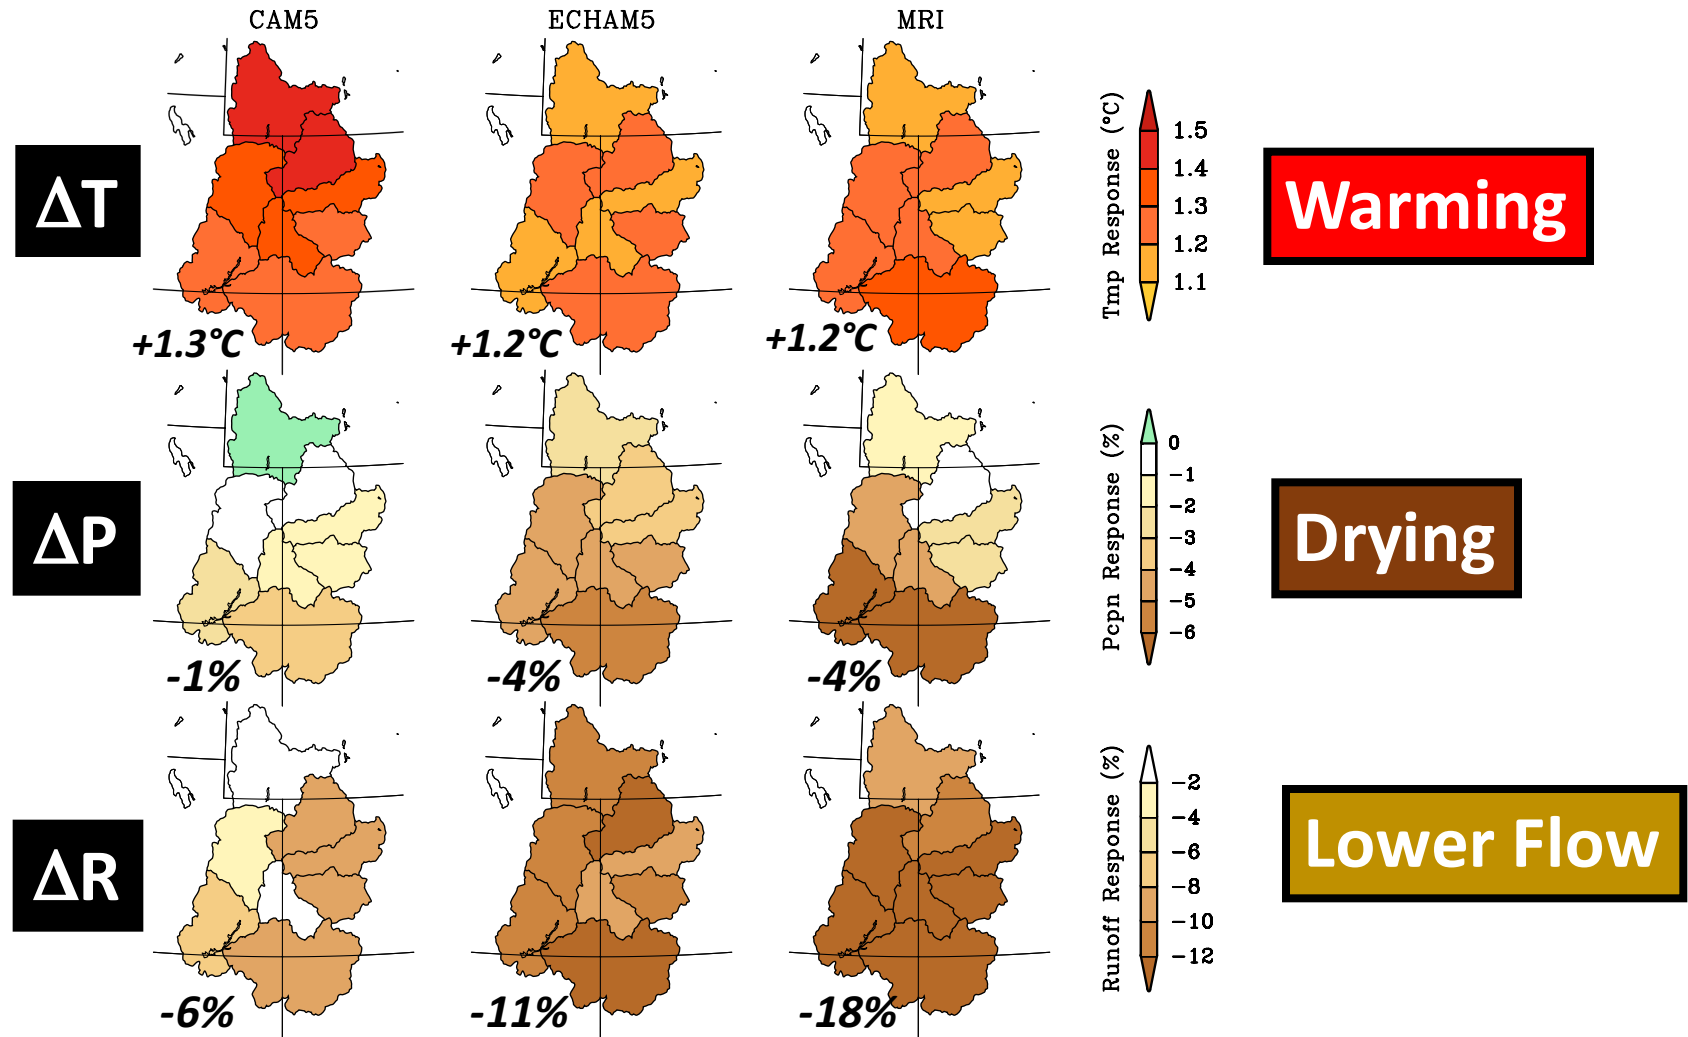 CAM5
ECHAM5
MRI
ΔT
+1.3°C
+1.2°C
+1.2°C
Tmp Response (°C)
1.5
1.4
1.3
1.2
1.1
Warming
ΔP
-1%
-4%
-4%
Pcpn Response (%)
0
-1
-2
-3
-4
-5
-6
Drying
ΔR
-6%
-11%
-18%
Runoff Response (%)
-2
-4
-6
-8
-10
-12
Lower Flow